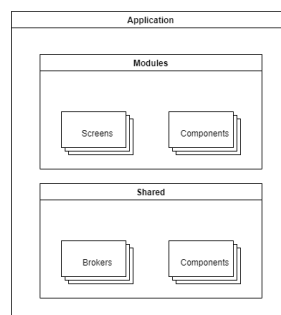 Application
Modules
Screens
Components
Shared
Brokers
Components